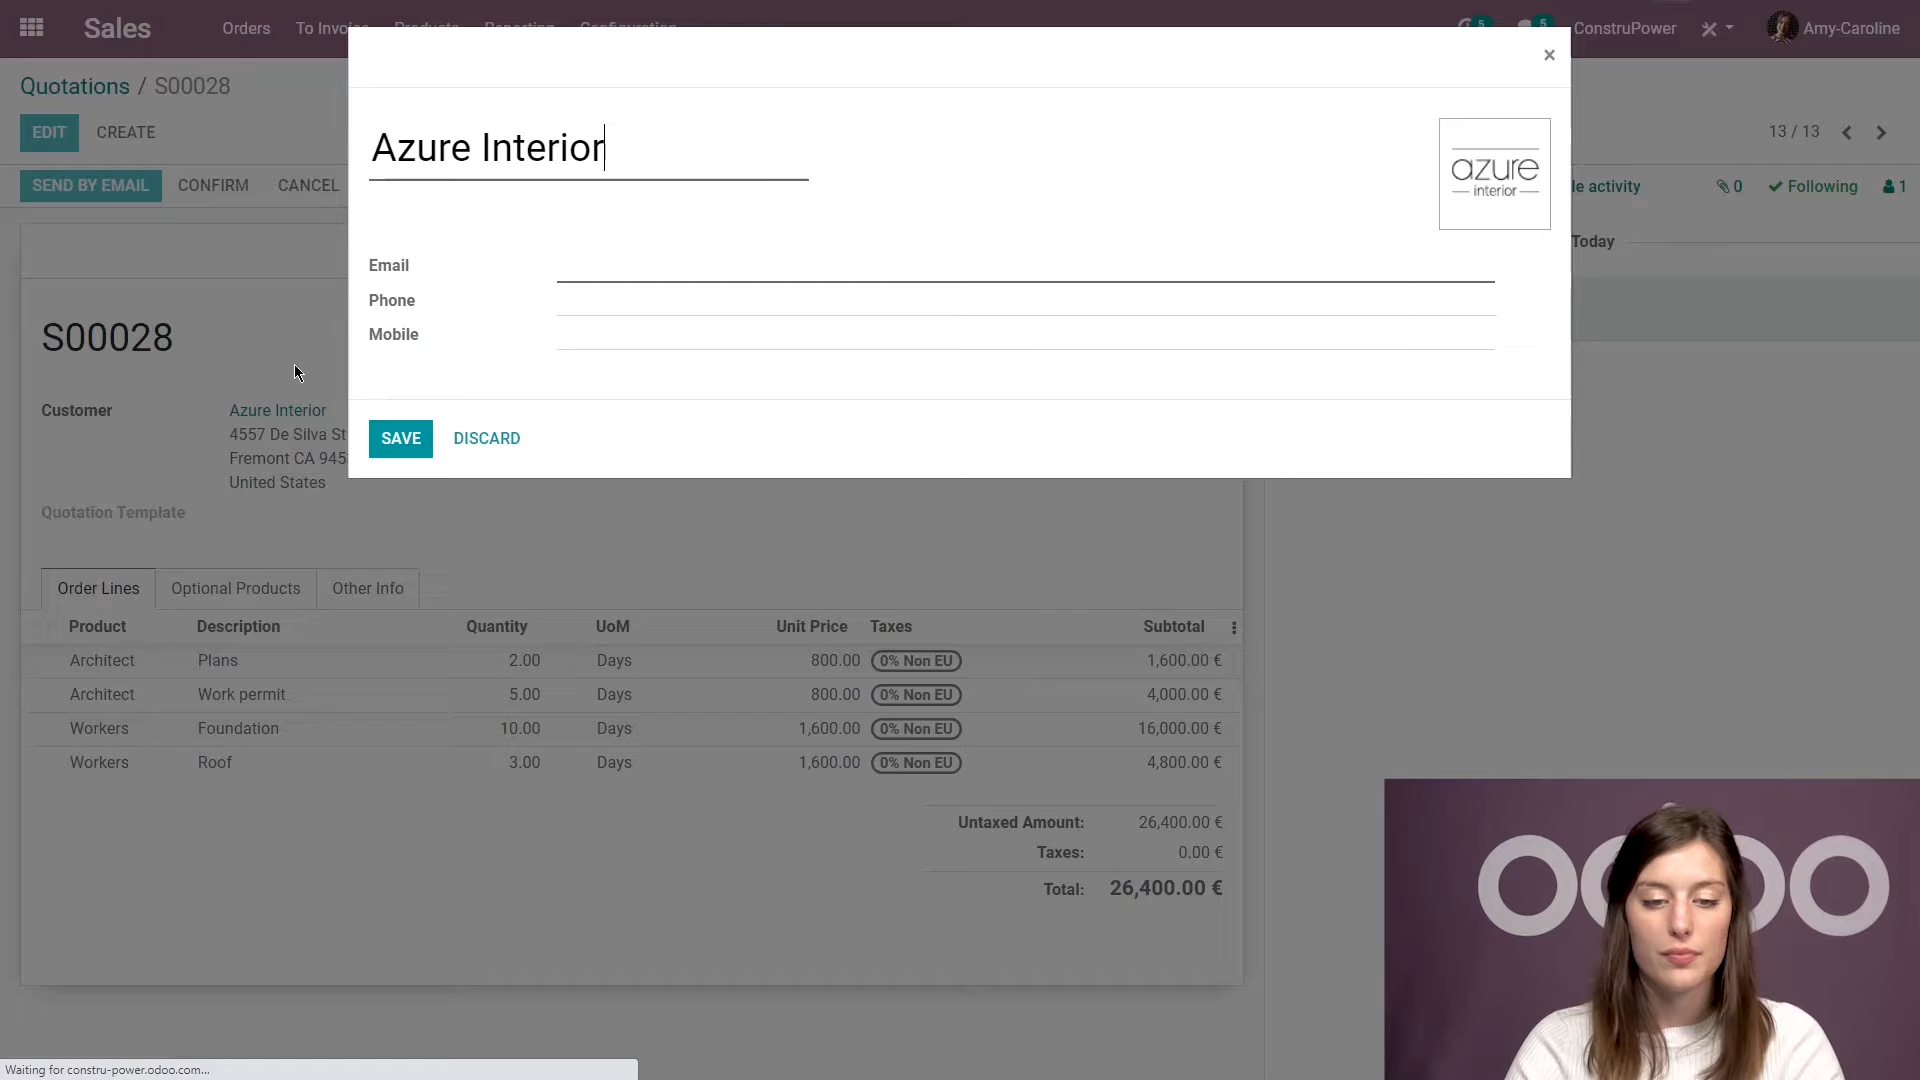 Sales Orders To Invoice Products Reporting Configuration 5 5 ConstruPower Amy-Caroline
Quotations / S00028
×
Azure Interior
azure
interior
EDIT CREATE 13 / 13
SEND BY EMAIL CONFIRM CANCEL le activity 0 Following 1
Today
Email
Phone
Mobile
S00028
SAVE DISCARD
Customer Azure Interior
4557 De Silva St
Fremont CA 945
United States
Quotation Template
Order Lines Optional Products Other Info
Product Description Quantity UoM Unit Price Taxes Subtotal
Architect Plans 2.00 Days 800.00 0% Non EU 1,600.00 €
Architect Work permit 5.00 Days 800.00 0% Non EU 4,000.00 €
Workers Foundation 10.00 Days 1,600.00 0% Non EU 16,000.00 €
Workers Roof 3.00 Days 1,600.00 0% Non EU 4,800.00 €
Untaxed Amount: 26,400.00 €
Taxes: 0.00 €
Total: 26,400.00 €
Waiting for constru-power.odoo.com...